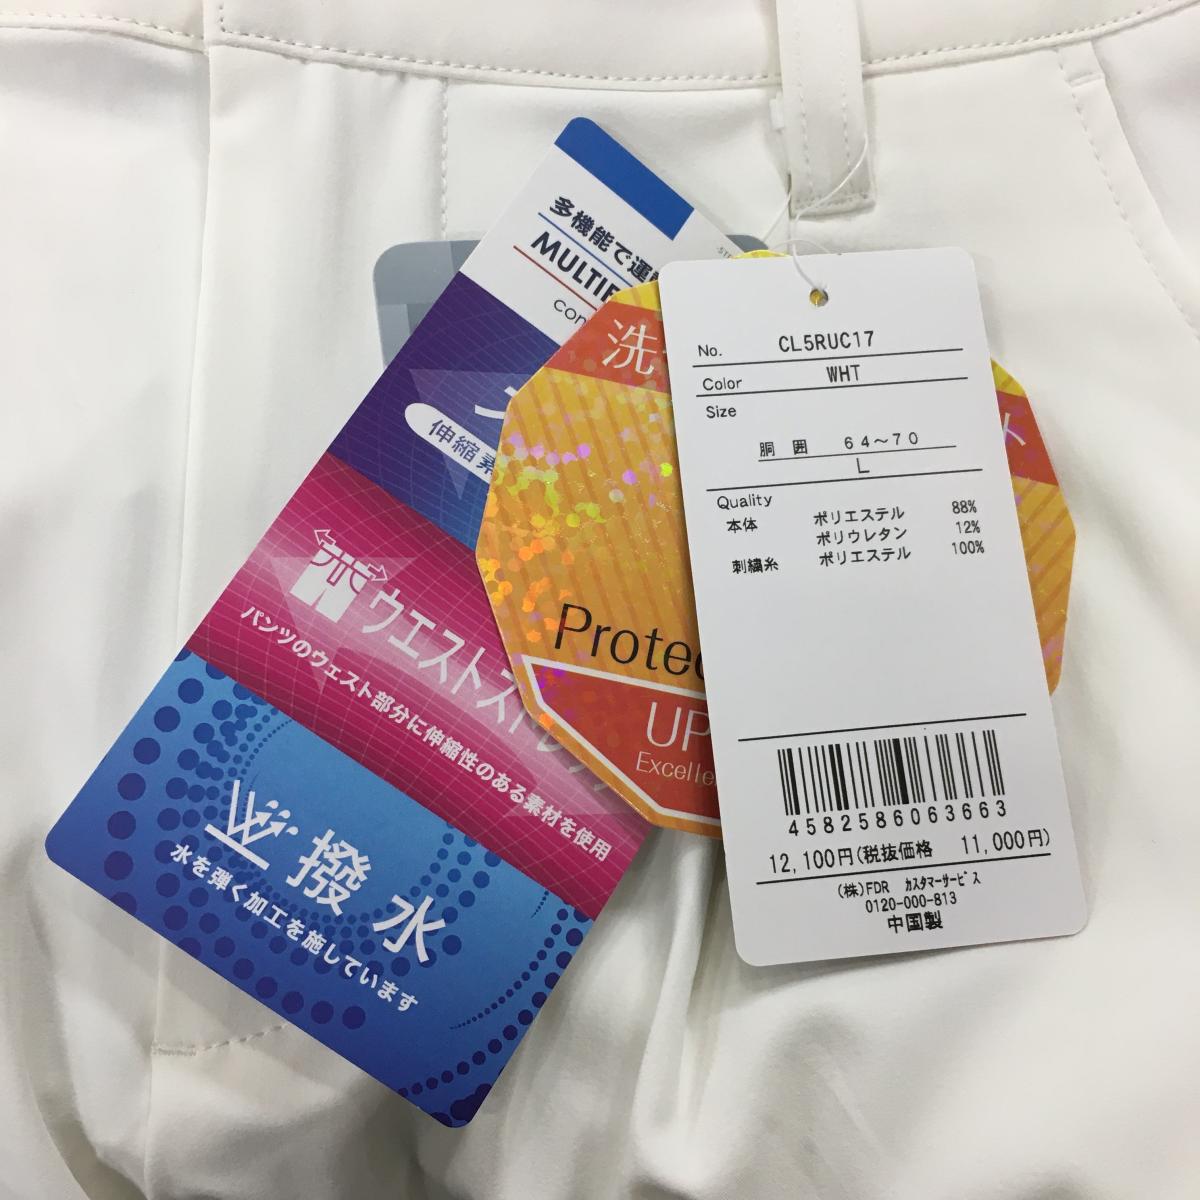 多機能で運
MULTIF
con
伸縮素
ウエストストレッチ
パンツのウェスト部分に伸縮性のある素材を使用
撥水
水を弾く加工を施しています
洗
Protec
UP
Excelle
No. CL5RUC17
Color WHT
Size
胴囲 64～70
L
Quality
本体 ポリエステル 88%
ポリウレタン 12%
刺繍糸 ポリエステル 100%
4582586063663
12,100円(税抜価格 11,000円)
(株)FDR カスタマーサービス
0120-000-813
中国製